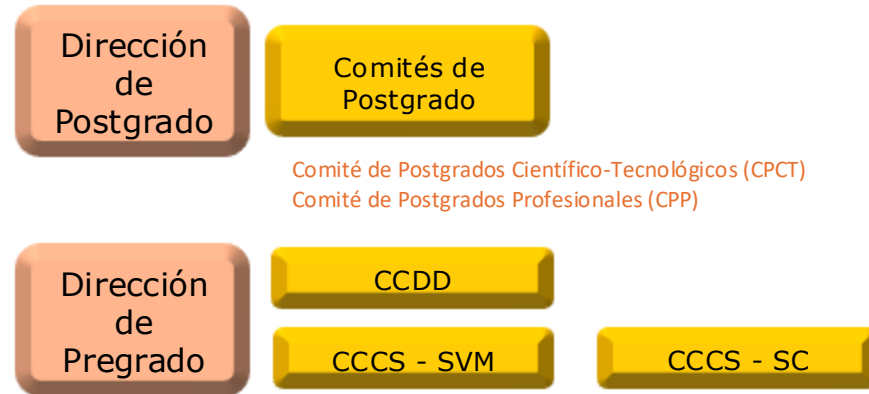 Dirección
de
Postgrado
Comités de
Postgrado
Comité de Postgrados Científico-Tecnológicos (CPCT)
Comité de Postgrados Profesionales (CPP)
Dirección
de
Pregrado
CCDD
CCCS - SVM
CCCS - SC